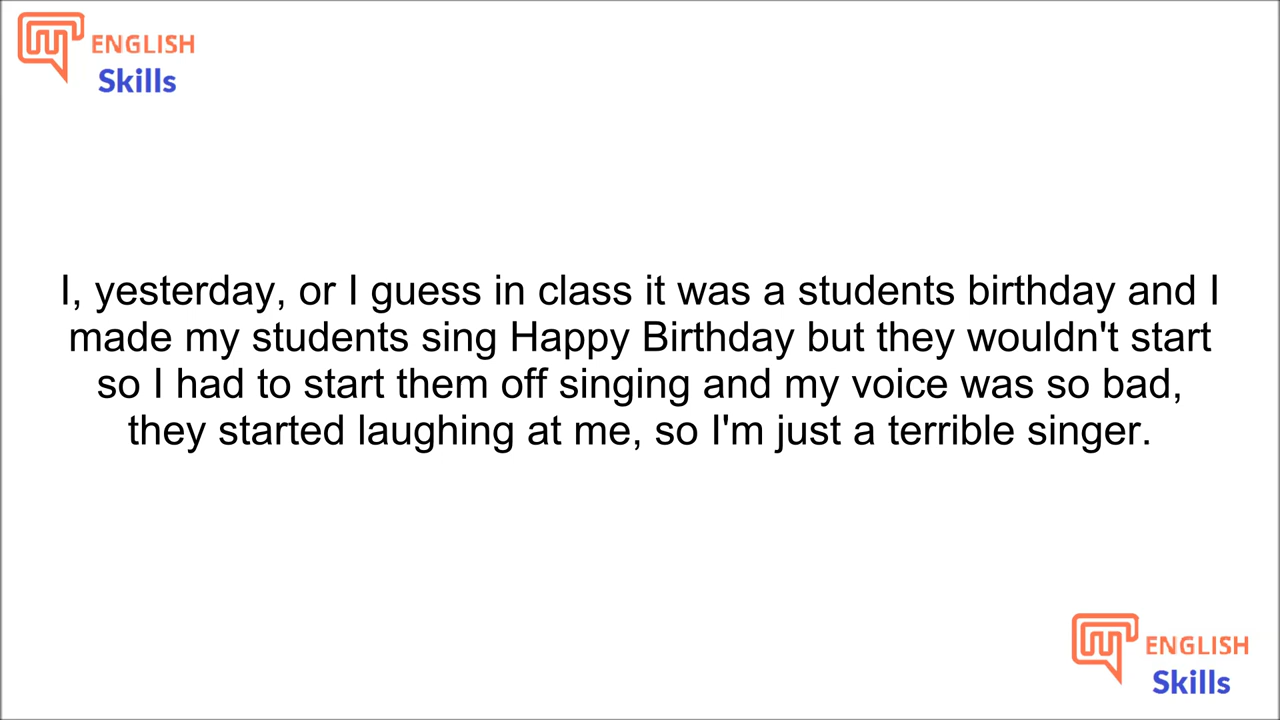 ENGLISH
Skills
I, yesterday, or I guess in class it was a students birthday and I
made my students sing Happy Birthday but they wouldn't start
so I had to start them off singing and my voice was so bad,
they started laughing at me, so I'm just a terrible singer.
ENGLISH
Skills